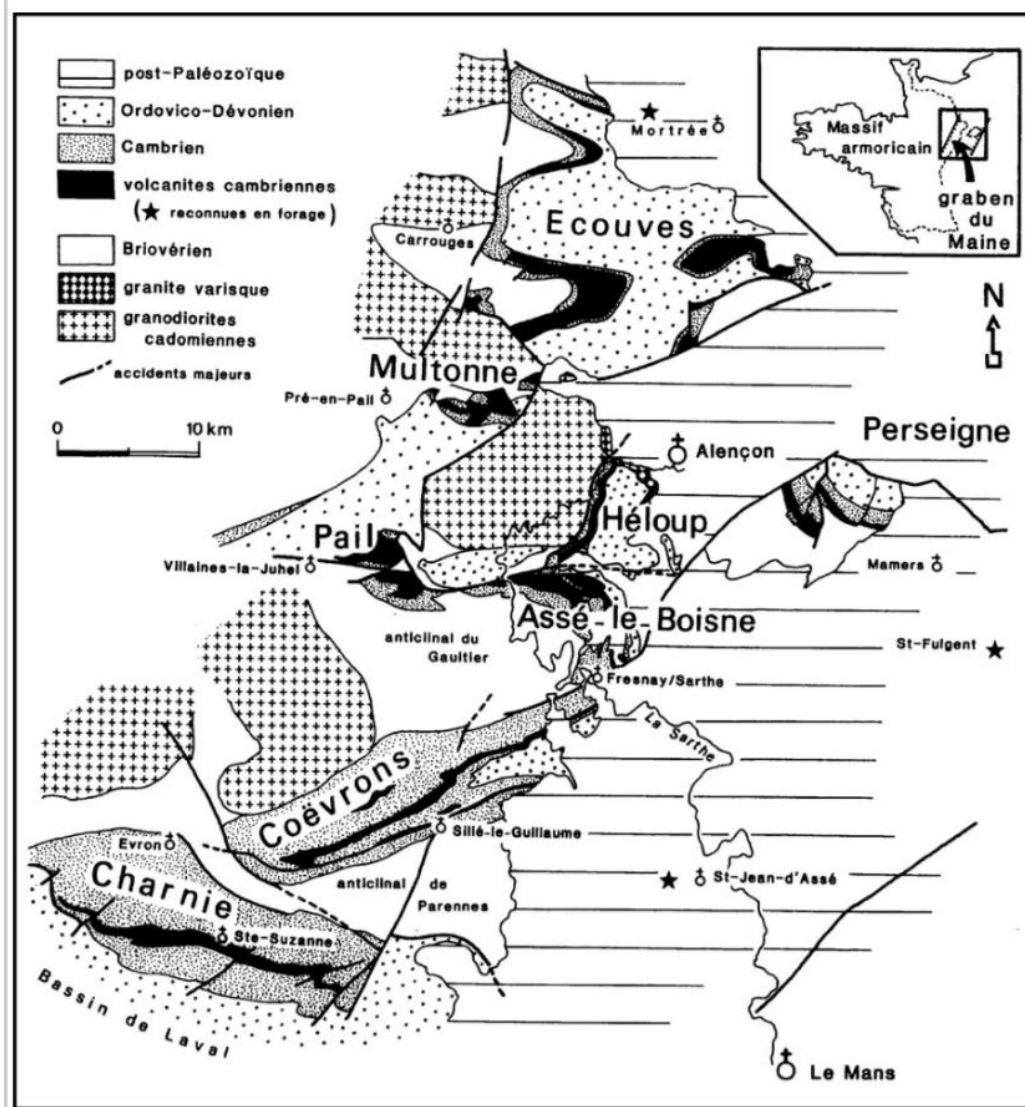 post-Paléozoïque
Ordovico-Dévonien
Cambrien
volcanites cambriennes
(★ reconnues en forage)
Briovérien
granite varisque
granodiorites
cadomiennes
accidents majeurs
0 10 km
Massif
armoricain
graben
du
Maine
N
Mortrée
Ecouves
Carrouges
Multonne
Pré-en-Pail
Perseigne
Alençon
Héloup
Pail
Villaines-la-Juhel
Mamers
Assé-le-Boisne
anticlinal du
Gaultier
St-Fulgent
Fresnay/Sarthe
La Sarthe
Coëvrons
Sillé-le-Guillaume
Evron
Charnie
anticlinal de
Parennes
St-Jean-d'Assé
Ste-Suzanne
Bassin de Laval
Le Mans